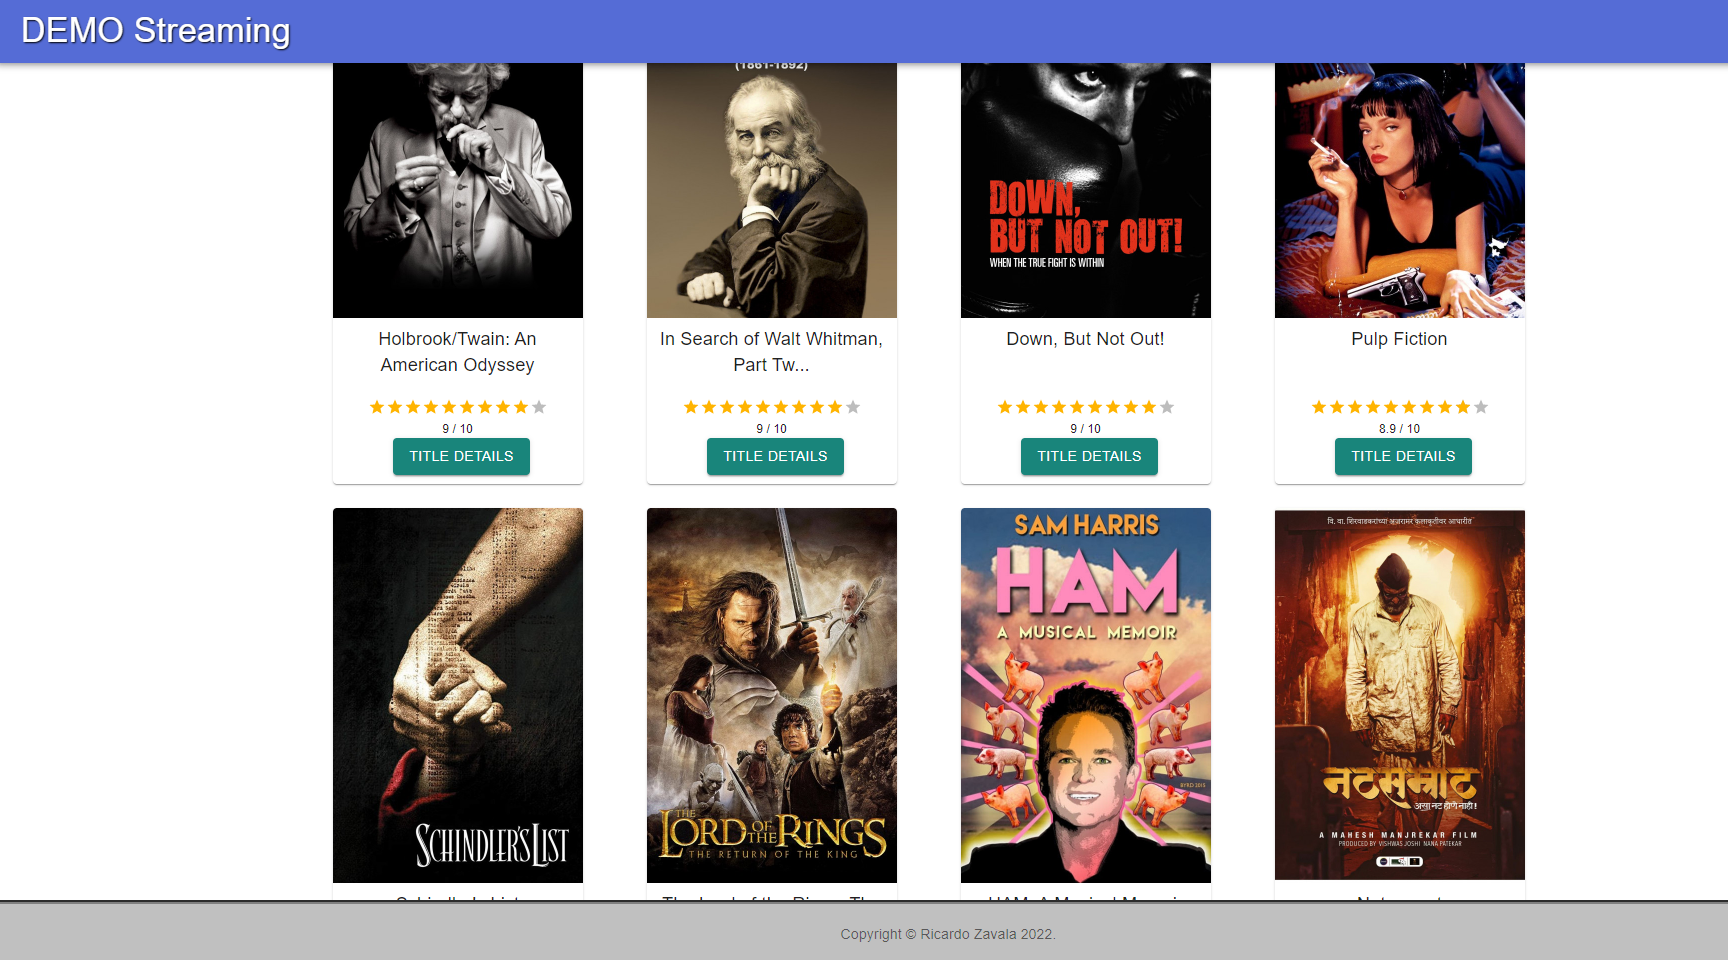 DEMO Streaming
(1861-1892)
DOWN,
BUT NOT OUT!
WHEN THE TRUE FIGHT IS WITHIN
Holbrook/Twain: An
American Odyssey
In Search of Walt Whitman,
Part Tw...
Down, But Not Out!
Pulp Fiction
9 / 10
9 / 10
9 / 10
8.9 / 10
TITLE DETAILS
TITLE DETAILS
TITLE DETAILS
TITLE DETAILS
SCHINDLER'S LIST
THE
LORD OF THE RINGS
THE RETURN OF THE KING
SAM HARRIS
HAM
A MUSICAL MEMOIR
BYRD 2015
वि. वा. शिरवाडकरांच्या अजरामर कलाकृतीवर आधारीत
नटसम्राट
असा नट होणे नाही!
A MAHESH MANJREKAR FILM
PRODUCED BY VISHWAS JOSHI NANA PATEKAR
Copyright © Ricardo Zavala 2022.